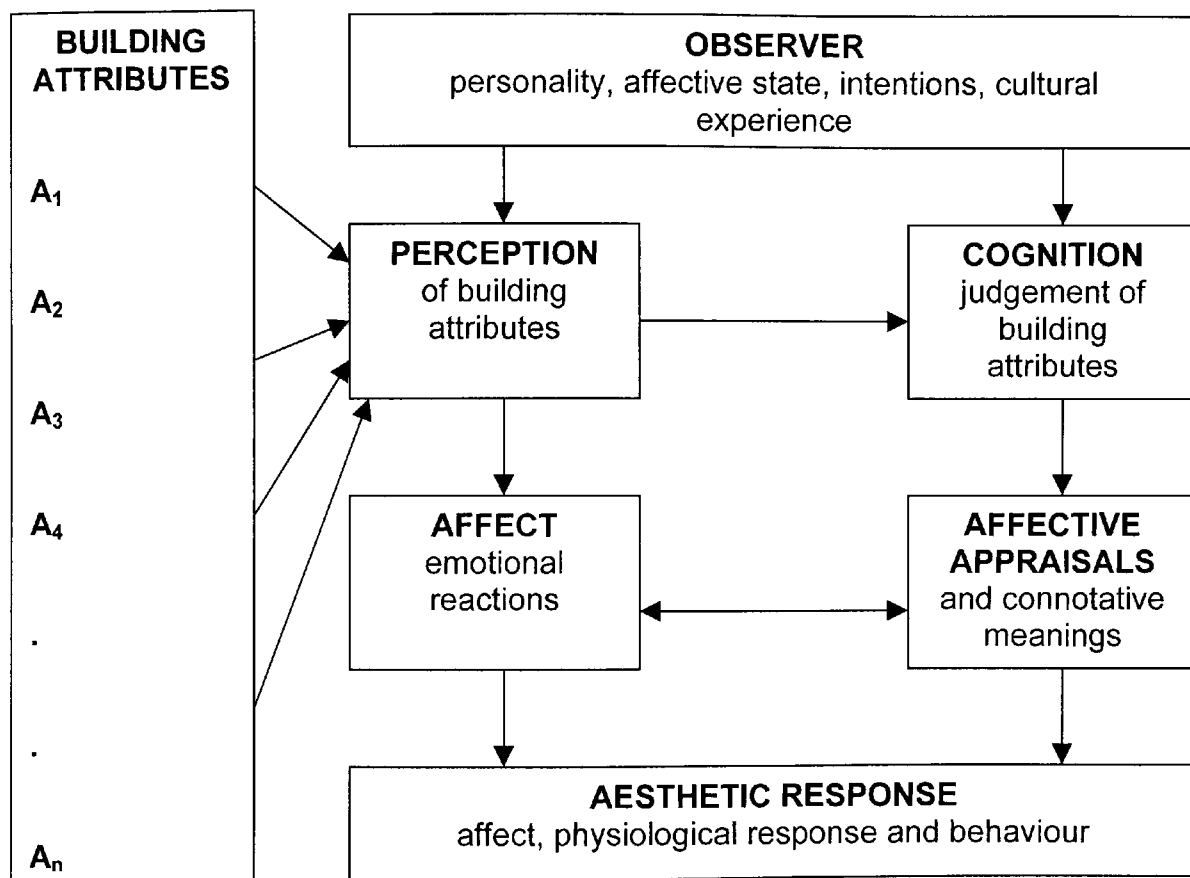 BUILDING
ATTRIBUTES
A₁
A₂
A₃
A₄
.
.
Aₙ
OBSERVER
personality, affective state, intentions, cultural
experience
PERCEPTION
of building
attributes
COGNITION
judgement of
building
attributes
AFFECT
emotional
reactions
AFFECTIVE
APPRAISALS
and connotative
meanings
AESTHETIC RESPONSE
affect, physiological response and behaviour